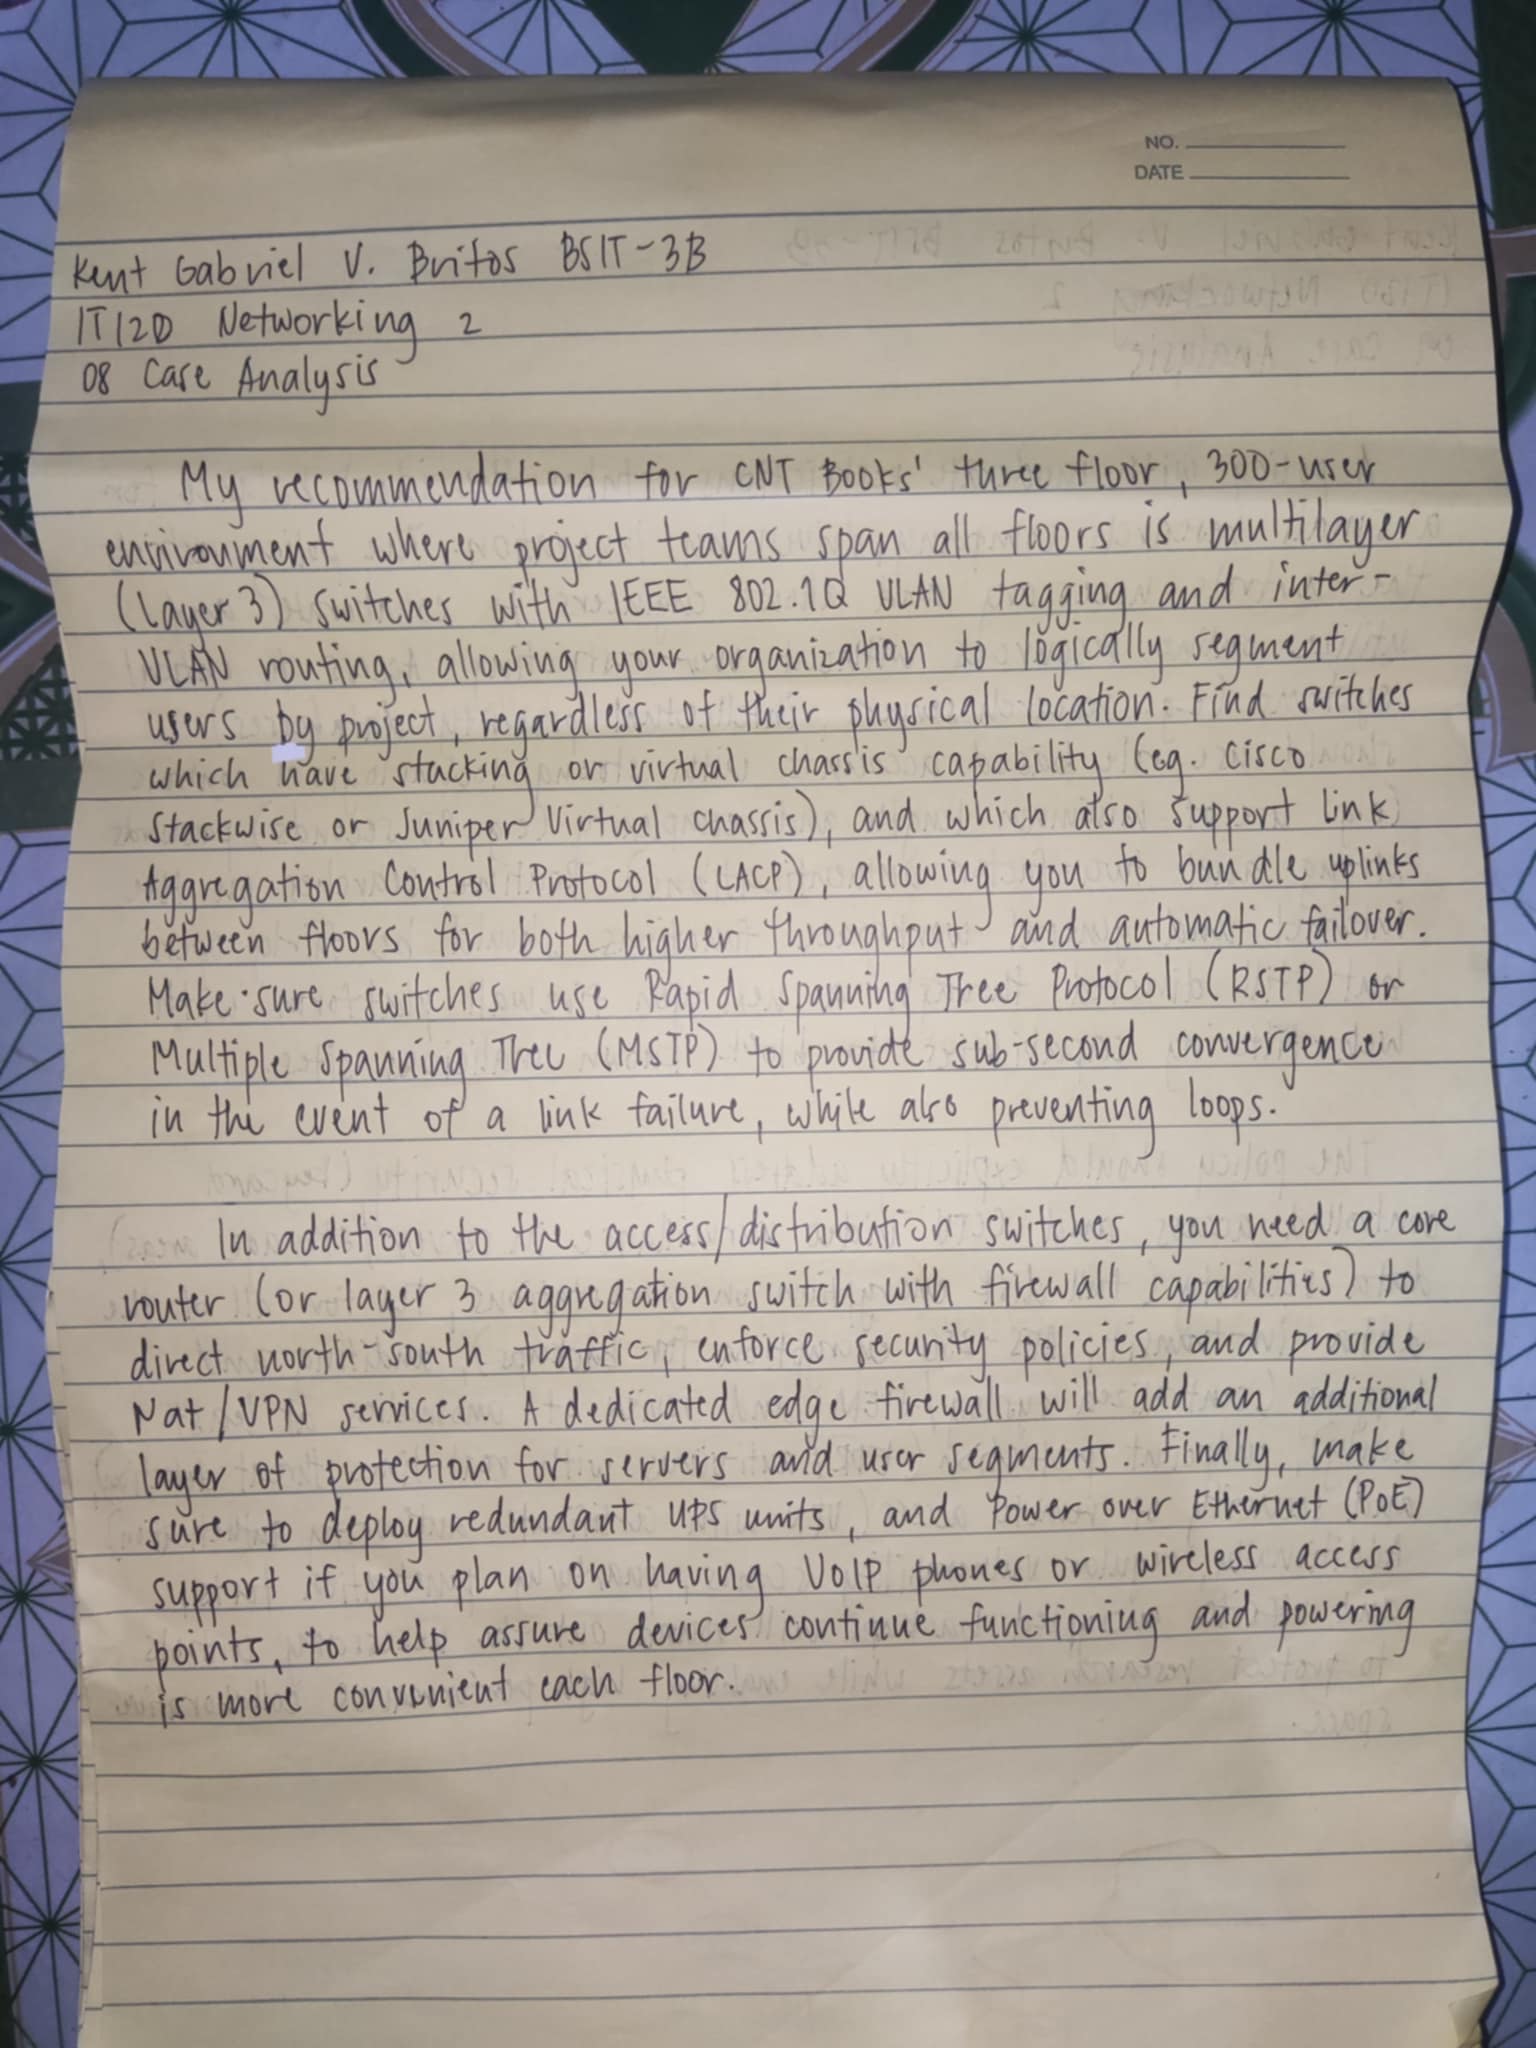 NO.
DATE
Kent Gabriel V. Britos BSIT-3B
IT12D Networking 2
08 Case Analysis
My recommendation for CNT Books' three floor, 300-user
environment where project teams span all floors is multilayer
(Layer 3) switches with IEEE 802.1Q VLAN tagging and inter-
VLAN routing, allowing your organization to logically segment
users by project, regardless of their physical location. Find switches
which have stacking or virtual chassis capability (eg. Cisco
Stackwise or Juniper Virtual Chassis), and which also support Link
Aggregation Control Protocol (LACP), allowing you to bundle uplinks
between floors for both higher throughput and automatic failover.
Make sure switches use Rapid Spanning Tree Protocol (RSTP) or
Multiple Spanning Tree (MSTP) to provide sub-second convergence
in the event of a link failure, while also preventing loops.
In addition to the access/distribution switches, you need a core
router (or layer 3 aggregation switch with firewall capabilities) to
direct north-south traffic, enforce security policies, and provide
Nat/VPN services. A dedicated edge firewall will add an additional
layer of protection for servers and user segments. Finally, make
sure to deploy redundant UPS units, and Power over Ethernet (PoE)
support if you plan on having VoIP phones or wireless access
points, to help assure devices continue functioning and powering
is more convenient each floor.